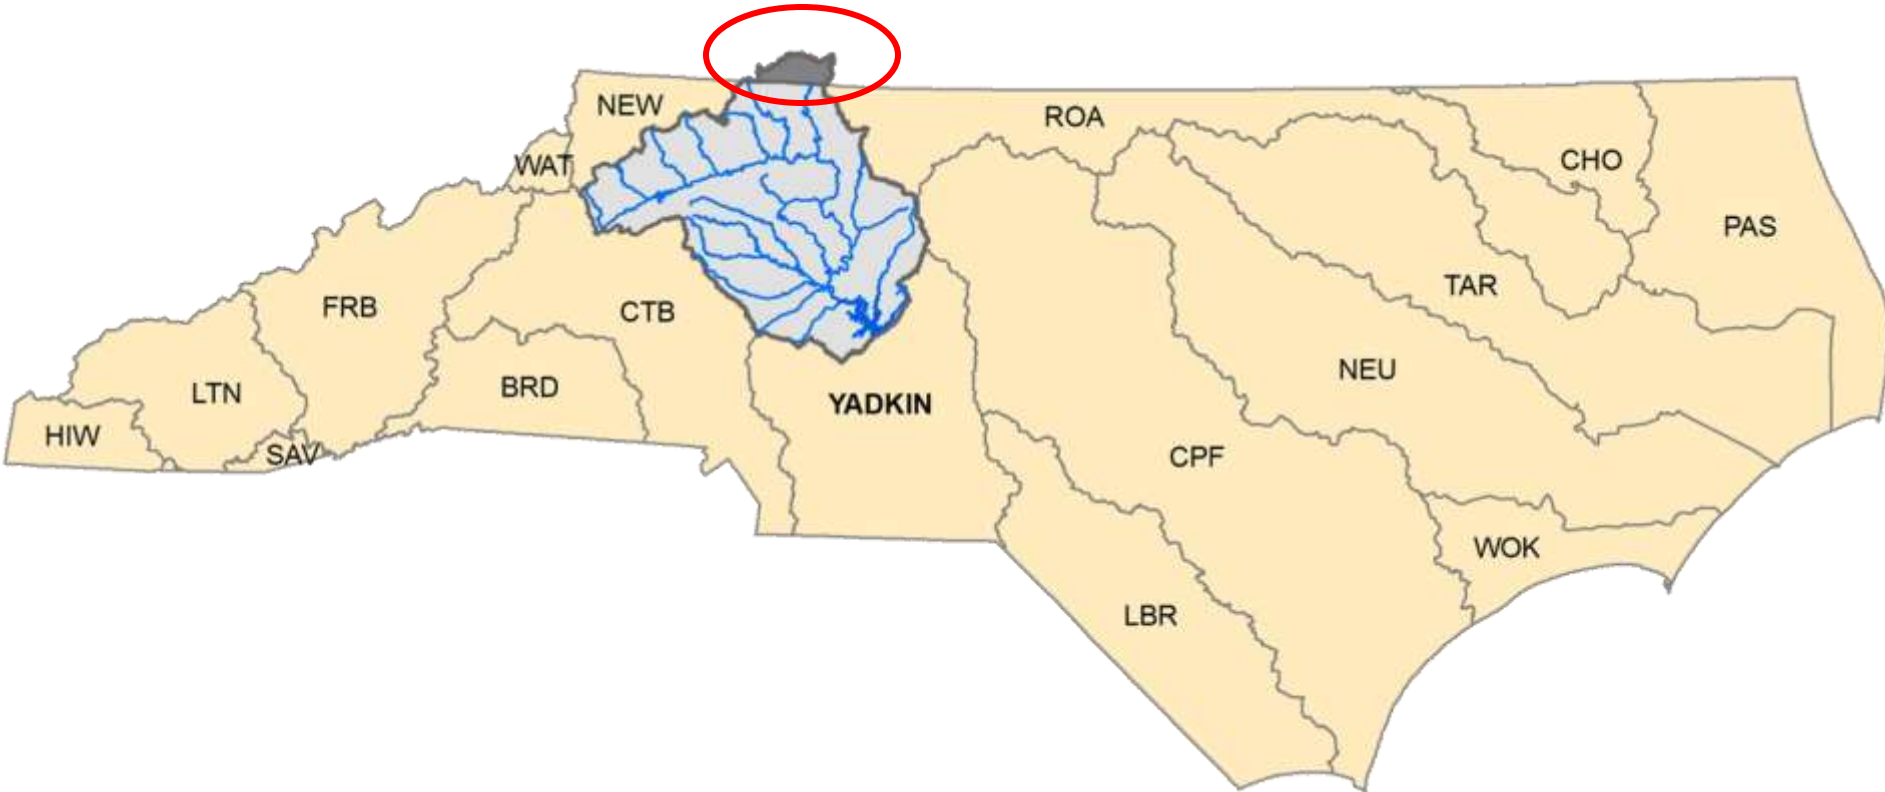 NEW
ROA
WAT
CHO
PAS
FRB
CTB
TAR
LTN
BRD
NEU
YADKIN
HIW
SAV
CPF
WOK
LBR